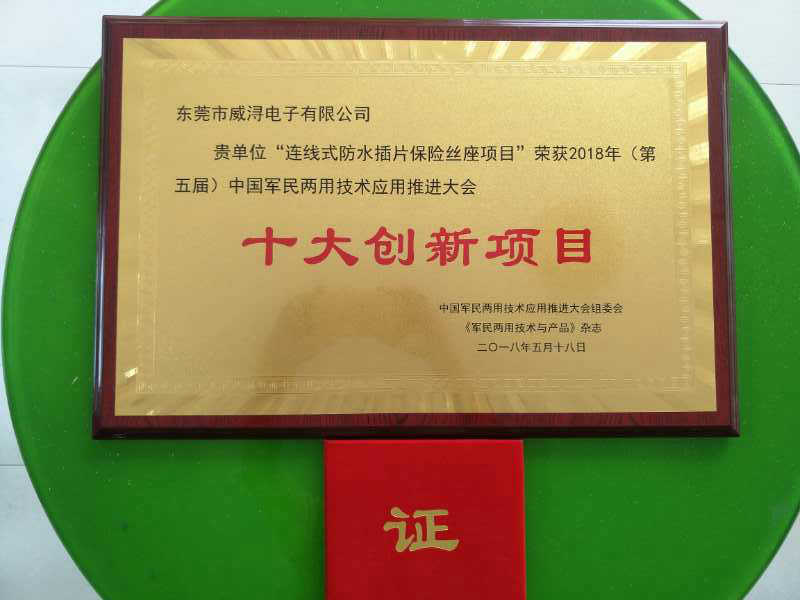 东莞市威浔电子有限公司
贵单位“连线式防水插片保险丝座项目”荣获2018年（第
五届）中国军民两用技术应用推进大会
十大创新项目
中国军民两用技术应用推进大会组委会
《军民两用技术与产品》杂志
二〇一八年五月十八日
证